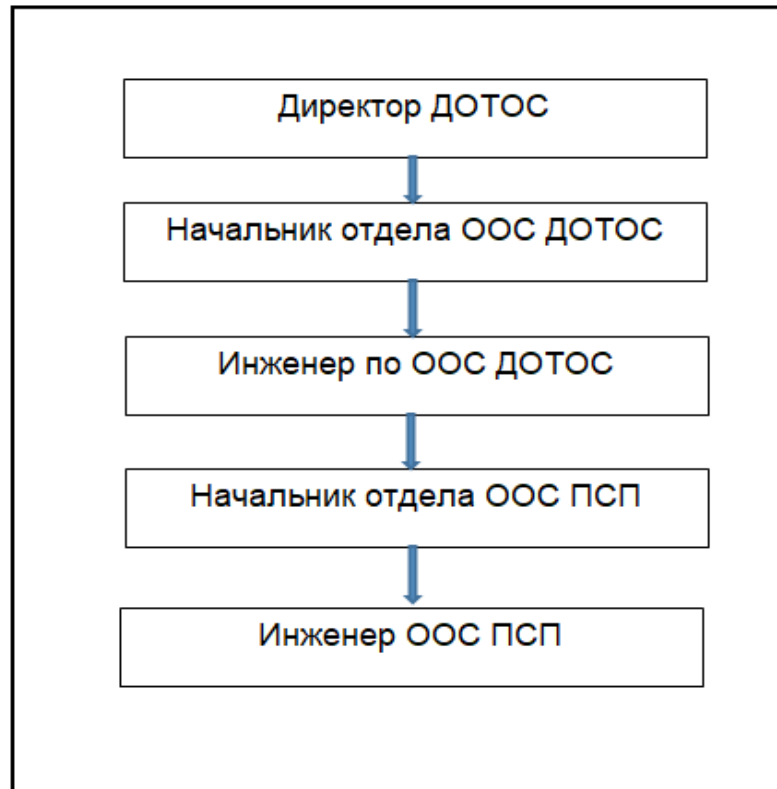 Директор ДОТОС
Начальник отдела ООС ДОТОС
Инженер по ООС ДОТОС
Начальник отдела ООС ПСП
Инженер ООС ПСП